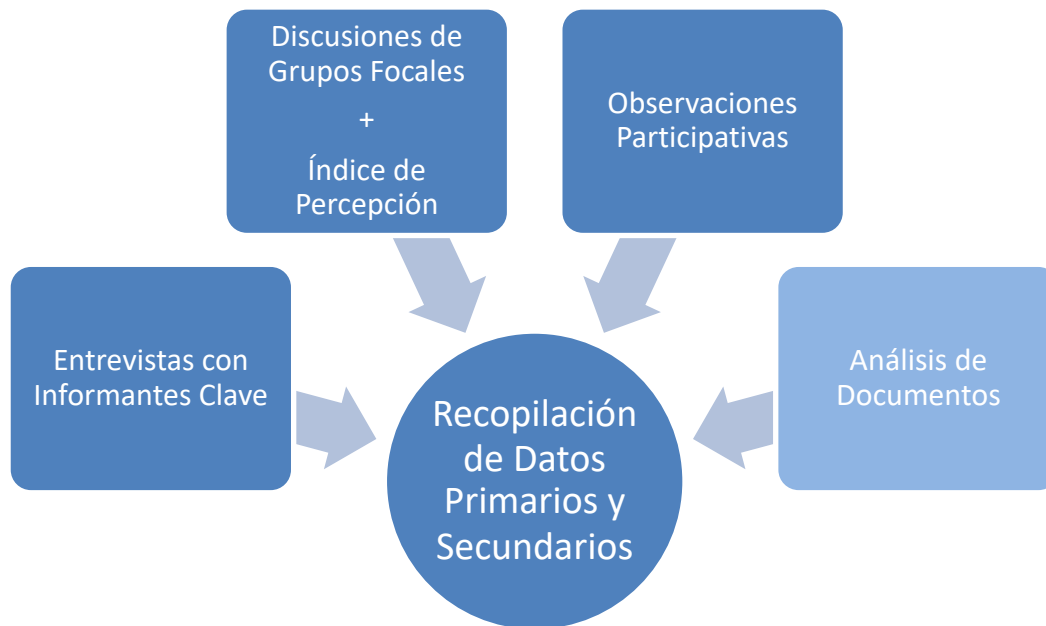 Discusiones de
Grupos Focales
+
Índice de
Percepción
Observaciones
Participativas
Entrevistas con
Informantes Clave
Análisis de
Documentos
Recopilación
de Datos
Primarios y
Secundarios